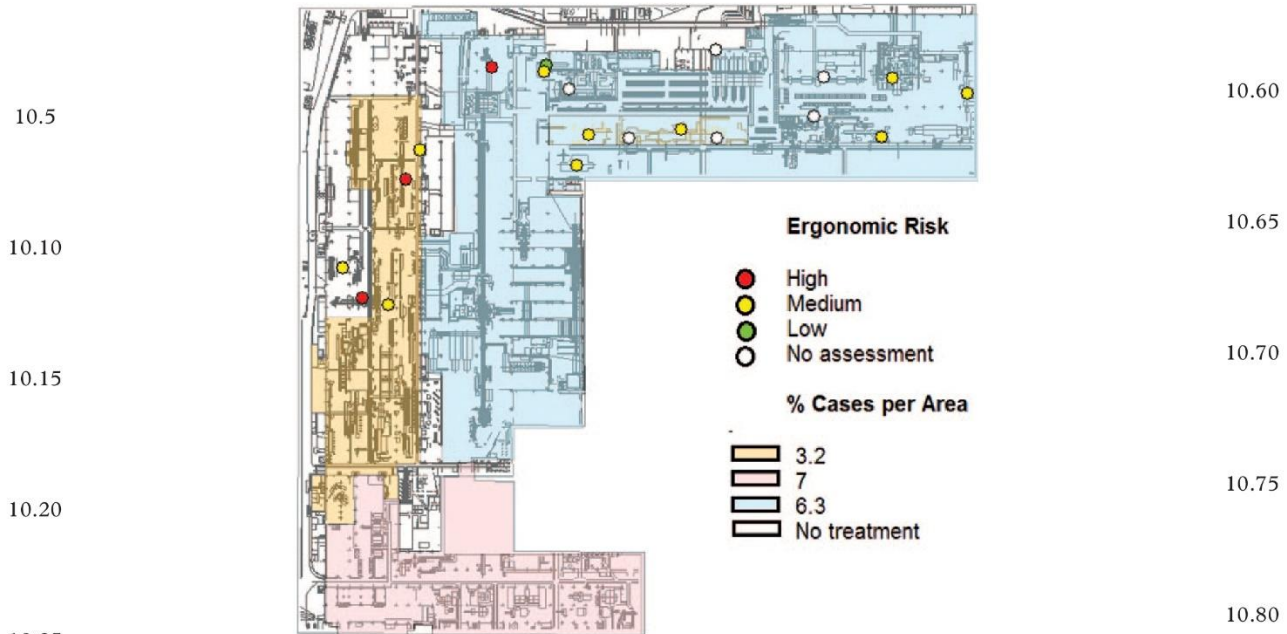 10.5
10.10
10.15
10.20
Ergonomic Risk
High
Medium
Low
No assessment
% Cases per Area
3.2
7
6.3
No treatment
10.60
10.65
10.70
10.75
10.80